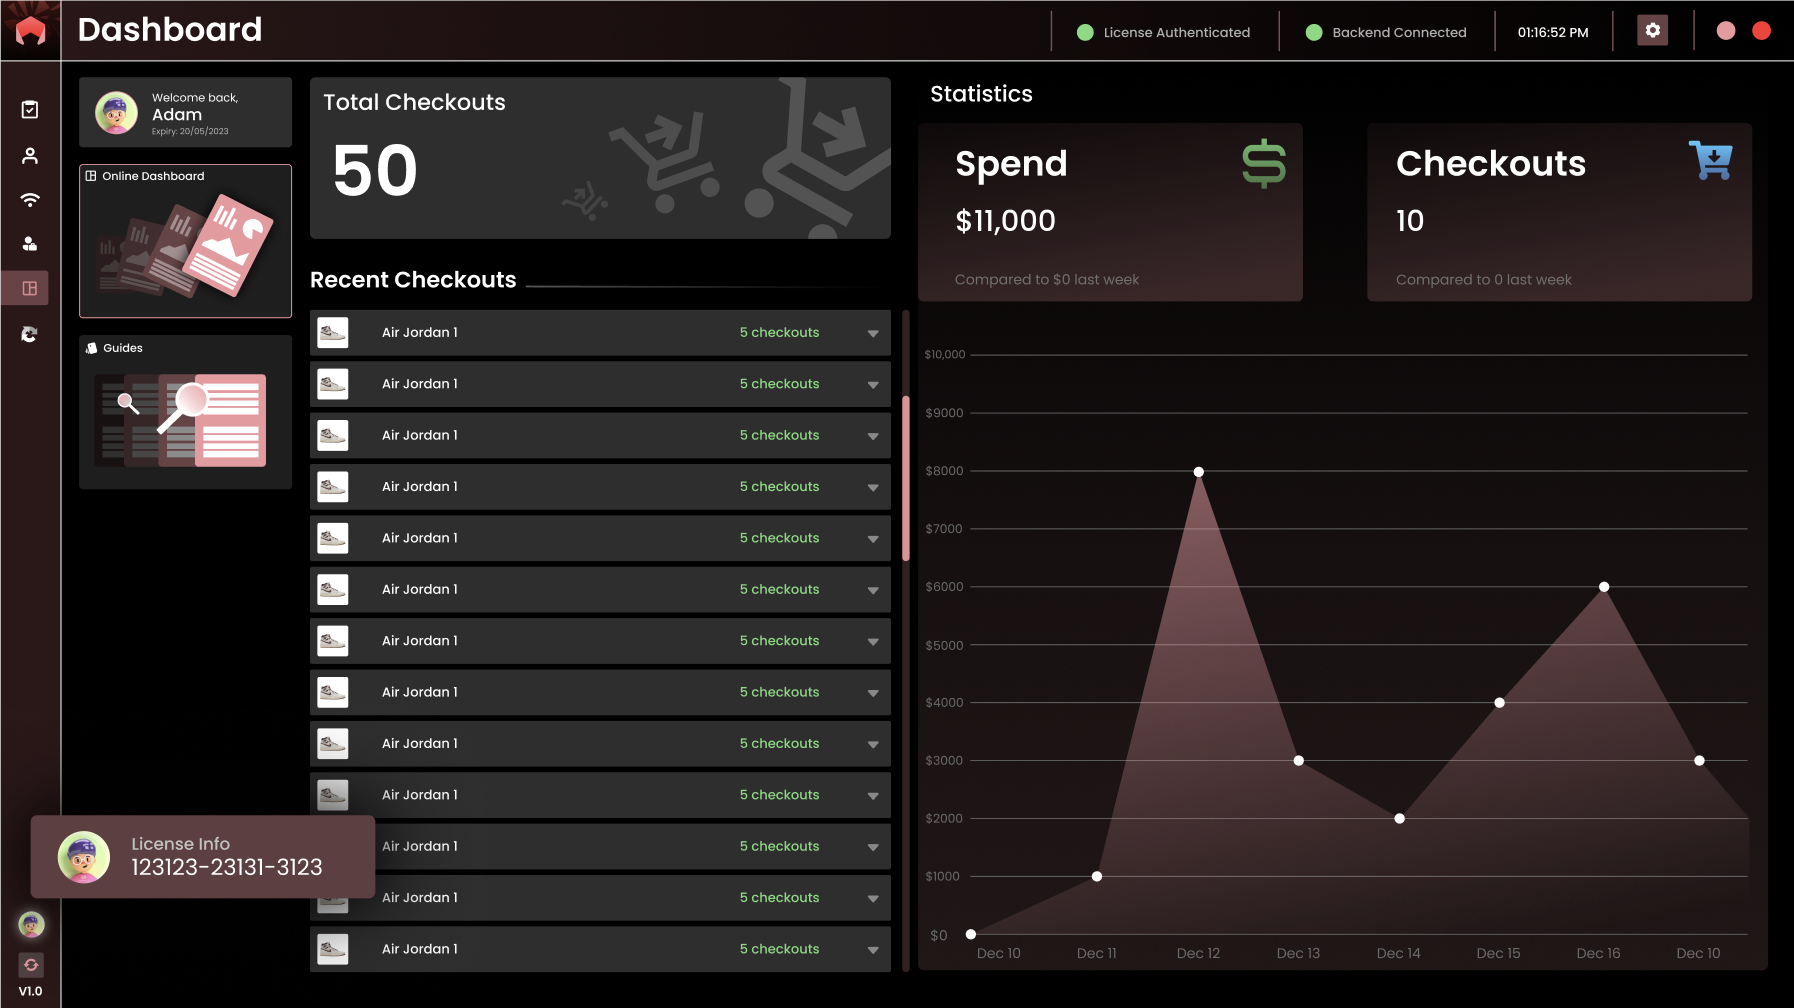 Dashboard
License Authenticated
Backend Connected
01:16:52 PM
Welcome back,
Adam
Expiry: 20/05/2023
Online Dashboard
Guides
Total Checkouts
50
Recent Checkouts
Air Jordan 1 5 checkouts
Air Jordan 1 5 checkouts
Air Jordan 1 5 checkouts
Air Jordan 1 5 checkouts
Air Jordan 1 5 checkouts
Air Jordan 1 5 checkouts
Air Jordan 1 5 checkouts
Air Jordan 1 5 checkouts
Air Jordan 1 5 checkouts
Air Jordan 1 5 checkouts
Air Jordan 1 5 checkouts
Air Jordan 1 5 checkouts
Air Jordan 1 5 checkouts
License Info
123123-23131-3123
V1.0
Statistics
Spend
$11,000
Compared to $0 last week
Checkouts
10
Compared to 0 last week
$10,000
$9000
$8000
$7000
$6000
$5000
$4000
$3000
$2000
$1000
$0
Dec 10 Dec 11 Dec 12 Dec 13 Dec 14 Dec 15 Dec 16 Dec 10